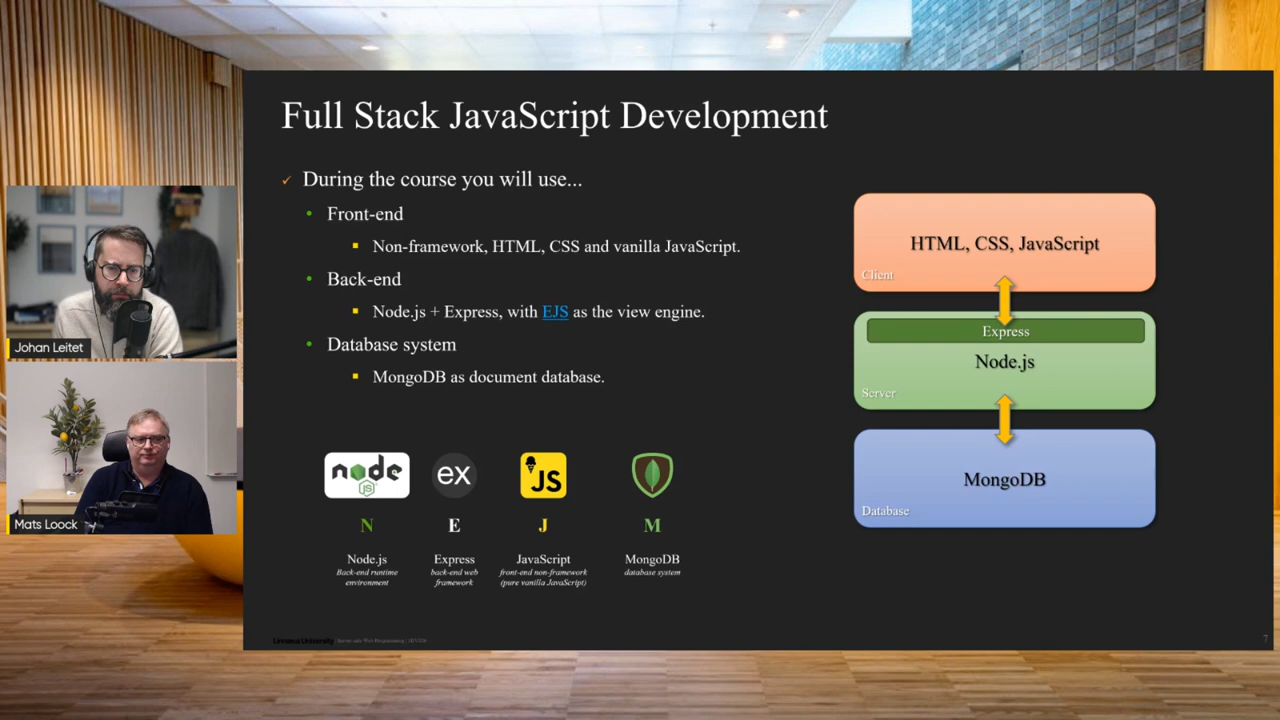 Full Stack JavaScript Development
✓ During the course you will use...
• Front-end
▪ Non-framework, HTML, CSS and vanilla JavaScript.
• Back-end
▪ Node.js + Express, with EJS as the view engine.
• Database system
▪ MongoDB as document database.
HTML, CSS, JavaScript
Client
Express
Node.js
Server
MongoDB
Database
Johan Leitet
Mats Loock
node
JS
ex
JS
N E J M
Node.js
Back-end runtime
environment
Express
back-end web
framework
JavaScript
front-end non-framework
(pure vanilla JavaScript)
MongoDB
database system
Linnaeus University
7